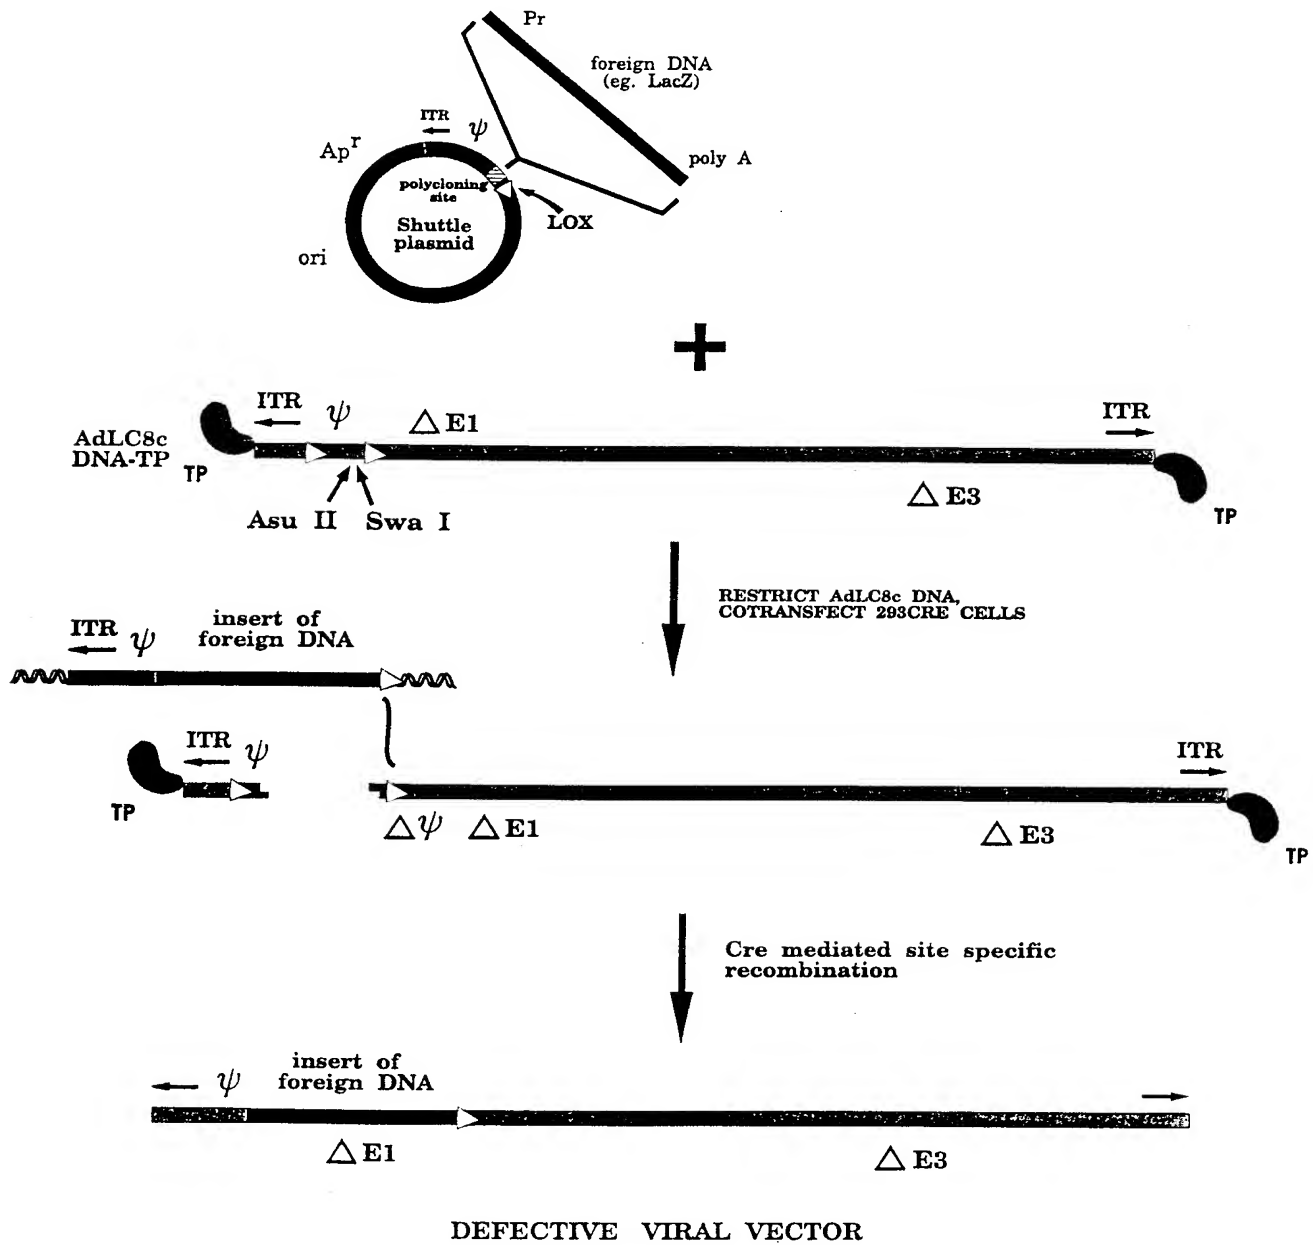 Pr
foreign DNA
(eg. LacZ)
poly A
ITR
ψ
Ap^r
polycloning
site
LOX
Shuttle
plasmid
ori
+
ITR
ψ
△ E1
ITR
AdLC8c
DNA-TP
TP
△ E3
TP
Asu II
Swa I
RESTRICT AdLC8c DNA,
COTRANSFECT 293CRE CELLS
ITR
ψ
insert of
foreign DNA
ITR
ψ
ITR
TP
△ψ
△ E1
△ E3
TP
Cre mediated site specific
recombination
ψ
insert of
foreign DNA
△ E1
△ E3
DEFECTIVE VIRAL VECTOR